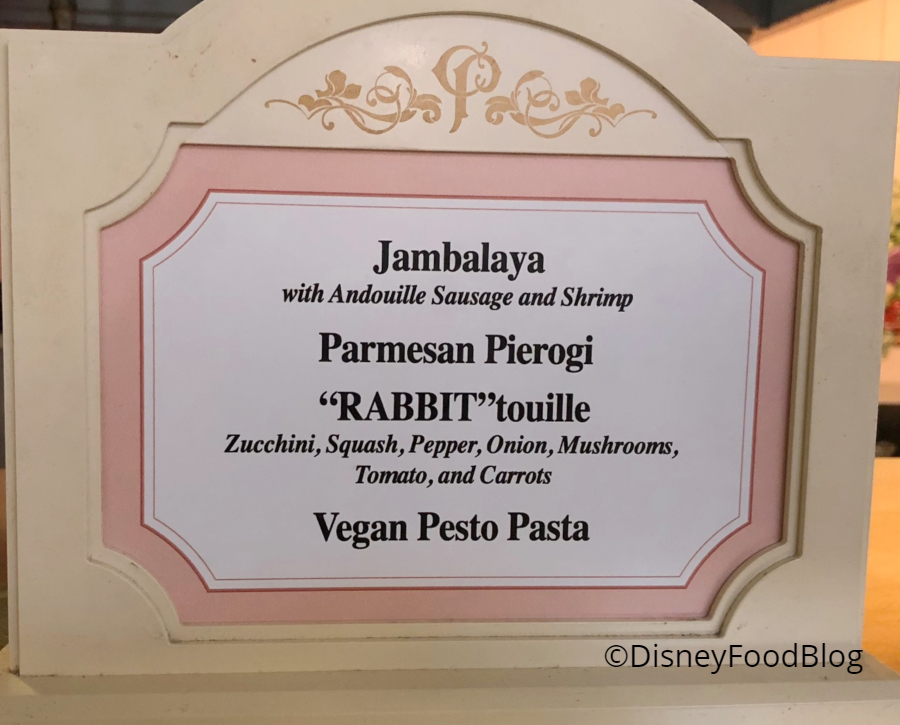 CP
Jambalaya
with Andouille Sausage and Shrimp
Parmesan Pierogi
“RABBIT”touille
Zucchini, Squash, Pepper, Onion, Mushrooms,
Tomato, and Carrots
Vegan Pesto Pasta
©DisneyFoodBlog